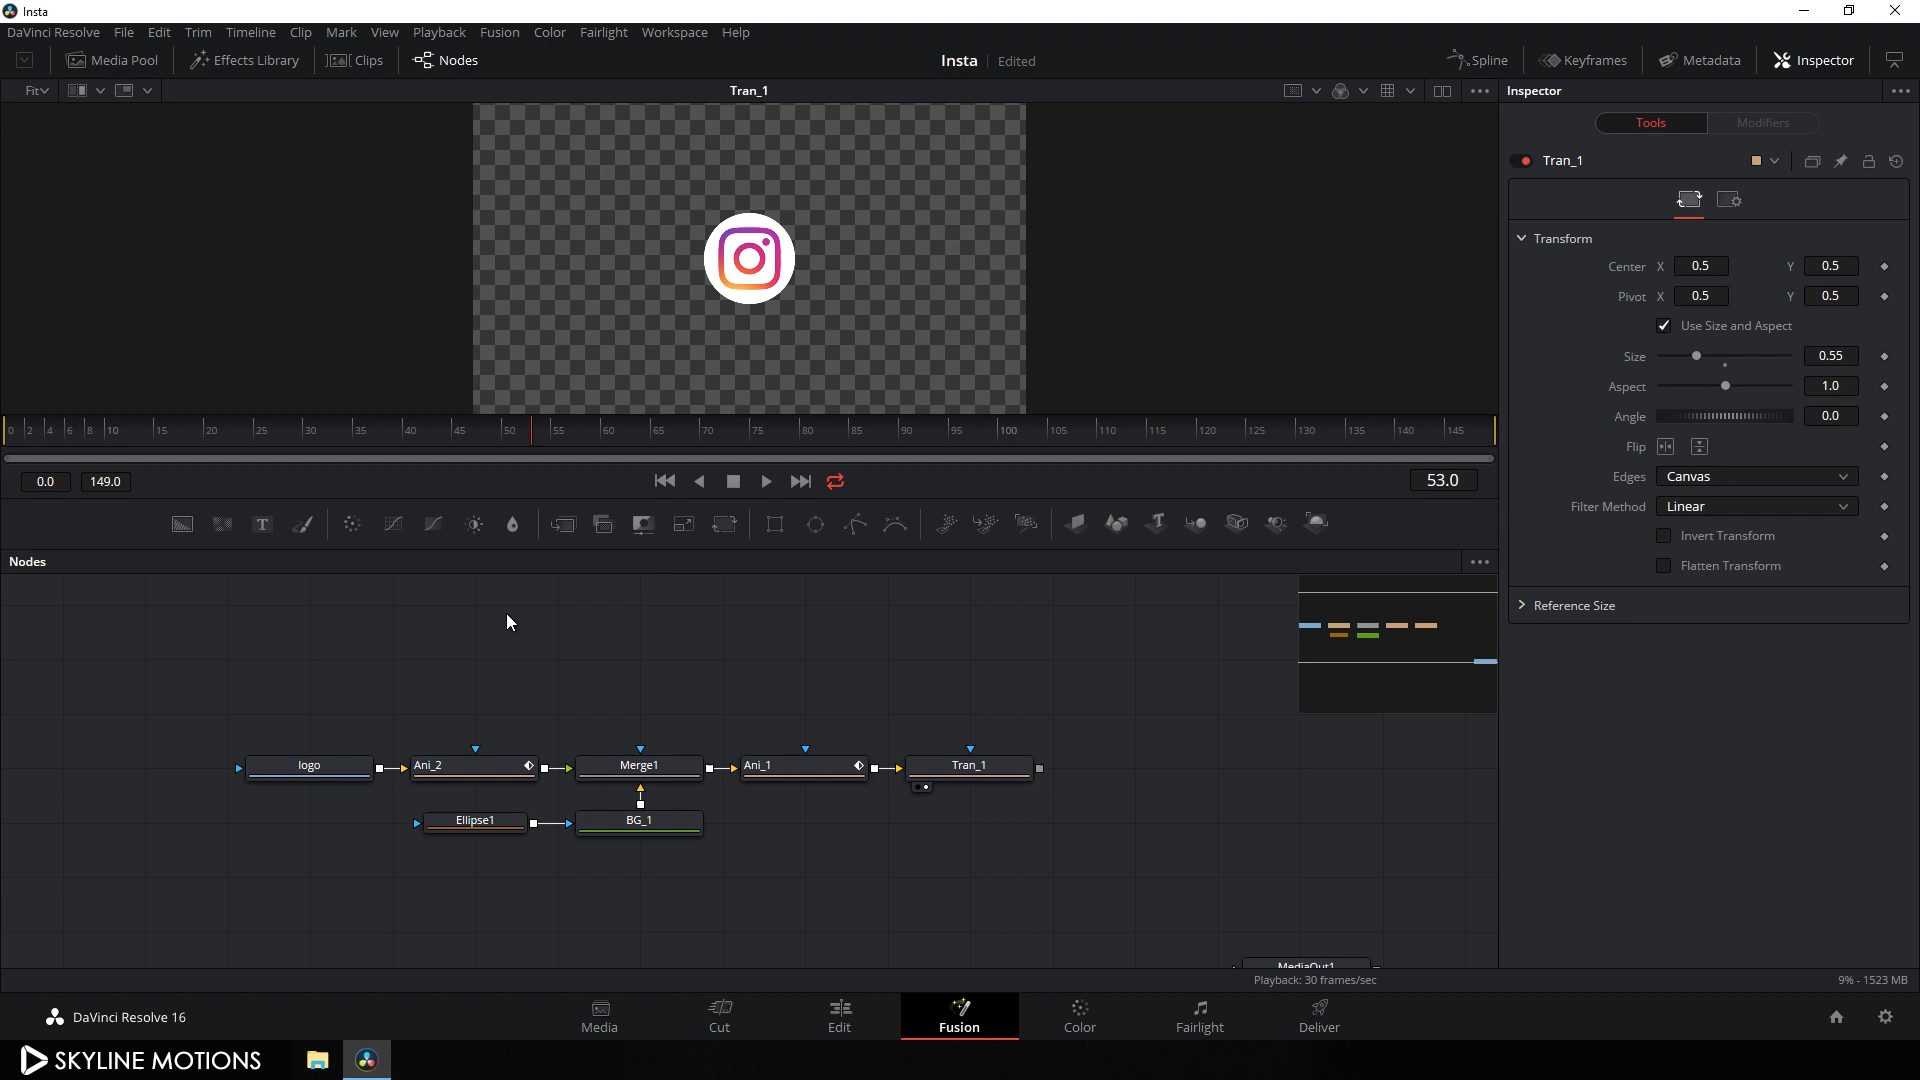 Insta
DaVinci Resolve File Edit Trim Timeline Clip Mark View Playback Fusion Color Fairlight Workspace Help
Media Pool Effects Library Clips Nodes Insta Edited Spline Keyframes Metadata Inspector
Fit Tran_1 Inspector
Tools Modifiers
Tran_1
Transform
Center X 0.5 Y 0.5
Pivot X 0.5 Y 0.5
Use Size and Aspect
Size 0.55
Aspect 1.0
Angle 0.0
Flip
Edges Canvas
Filter Method Linear
Invert Transform
Flatten Transform
Reference Size
0 2 4 6 8 10 15 20 25 30 35 40 45 50 55 60 65 70 75 80 85 90 95 100 105 110 115 120 125 130 135 140 145
0.0 149.0 53.0
T T
Nodes
logo Ani_2 Merge1 Ani_1 Tran_1
Ellipse1 BG_1
MediaOut1
Playback: 30 frames/sec 9% - 1523 MB
DaVinci Resolve 16 Media Cut Edit Fusion Color Fairlight Deliver
SKYLINE MOTIONS